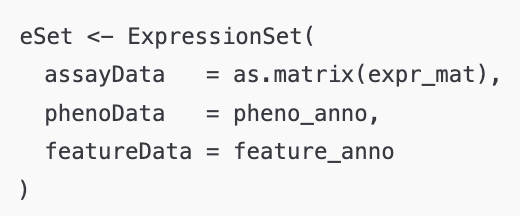 eSet <- ExpressionSet(
  assayData   = as.matrix(expr_mat),
  phenoData   = pheno_anno,
  featureData = feature_anno
)